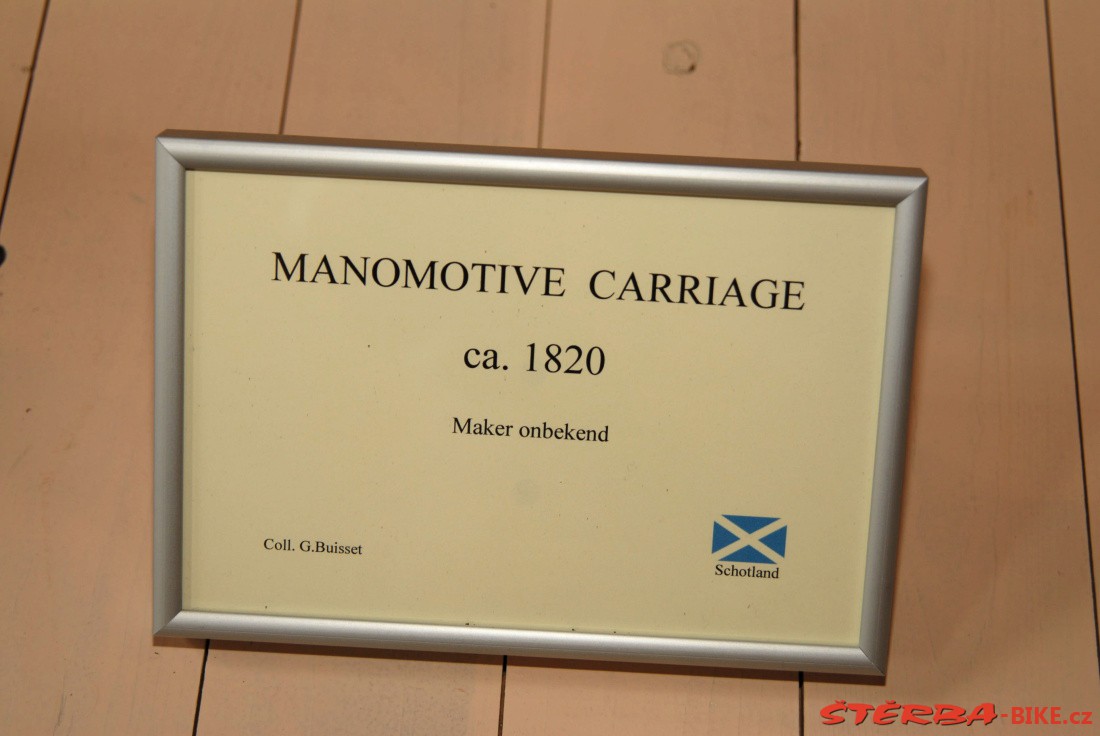 MANOMOTIVE CARRIAGE
ca. 1820
Maker onbekend
Coll. G.Buisset
Schotland
ŠTĚRBA-BIKE.cz